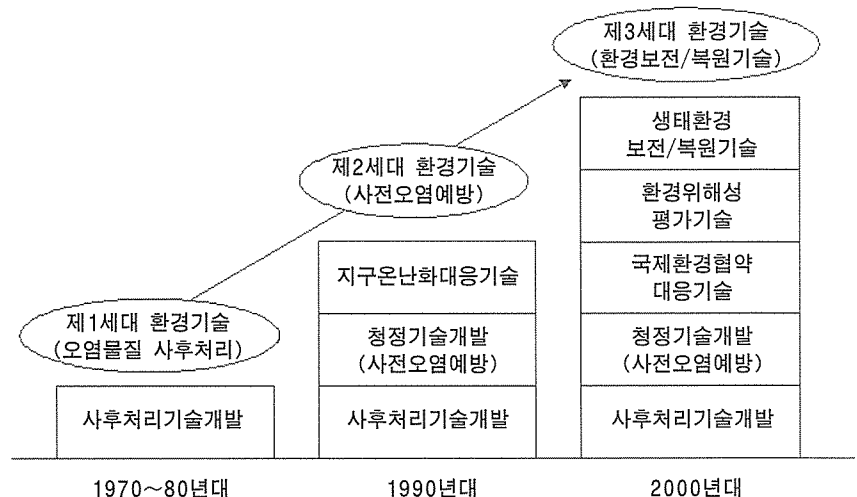 제3세대 환경기술
(환경보전/복원기술)
생태환경
보전/복원기술
제2세대 환경기술
(사전오염예방)
환경위해성
평가기술
지구온난화대응기술
국제환경협약
대응기술
제1세대 환경기술
(오염물질 사후처리)
청정기술개발
(사전오염예방)
청정기술개발
(사전오염예방)
사후처리기술개발
사후처리기술개발
사후처리기술개발
1970~80년대
1990년대
2000년대